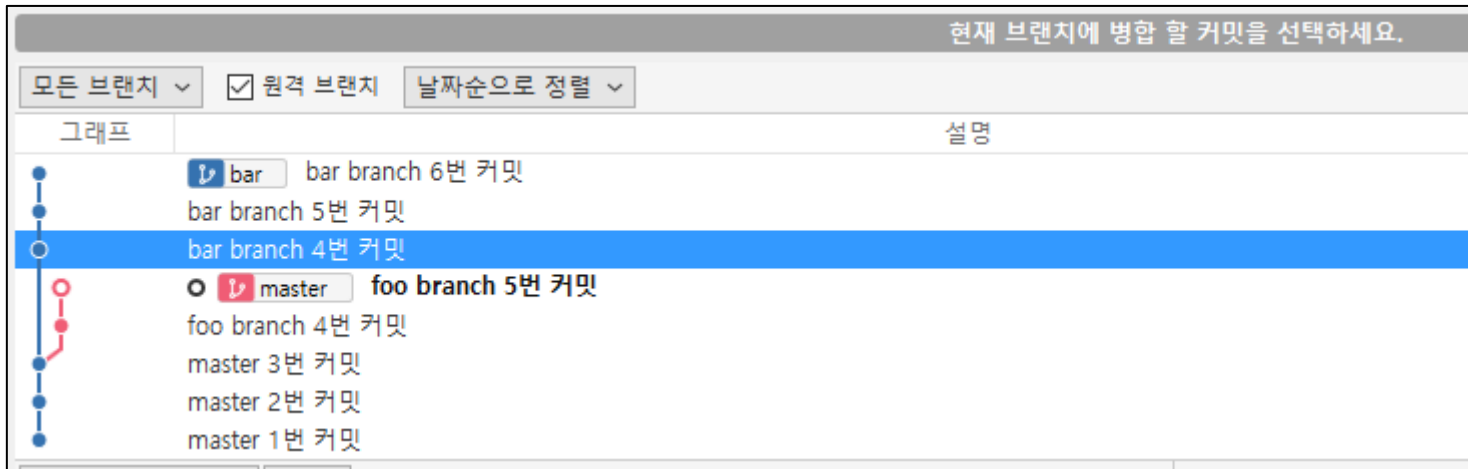 현재 브랜치에 병합 할 커밋을 선택하세요.
모든 브랜치 원격 브랜치 날짜순으로 정렬
그래프 설명
bar bar branch 6번 커밋
bar branch 5번 커밋
bar branch 4번 커밋
master foo branch 5번 커밋
foo branch 4번 커밋
master 3번 커밋
master 2번 커밋
master 1번 커밋